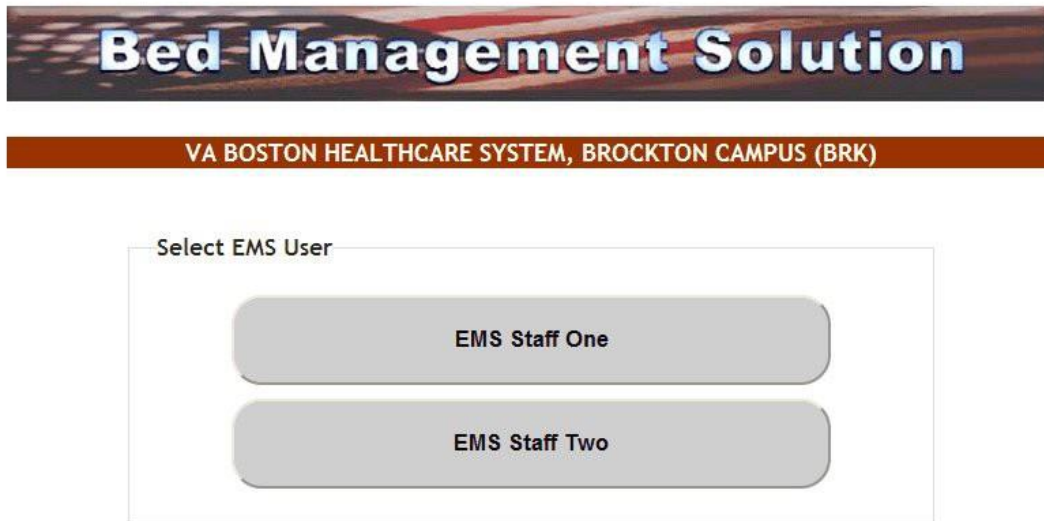 Bed Management Solution
VA BOSTON HEALTHCARE SYSTEM, BROCKTON CAMPUS (BRK)
Select EMS User
EMS Staff One
EMS Staff Two